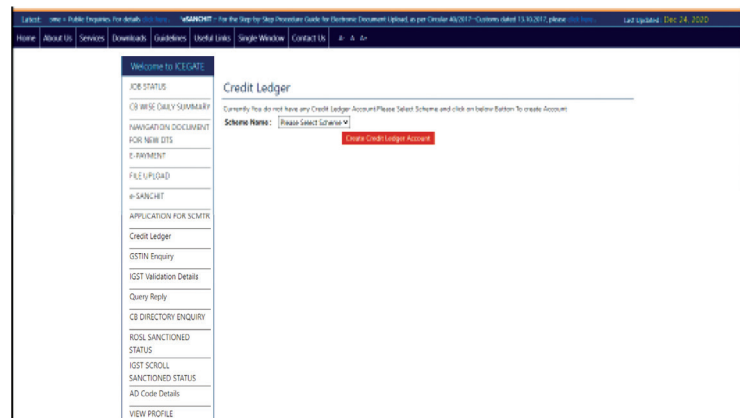 Latest: ome > Public Enquiries. For details click here. 'eSANCHIT - For the Step-by-Step Procedure Guide for Electronic Document Upload, as per Circular 40/2017-Customs dated 13.10.2017, please click here. Last Updated: Dec 24, 2020
Home About Us Services Downloads Guidelines Useful Links Single Window Contact Us A- A A+
Welcome to ICEGATE
JOB STATUS
CB WISE DAILY SUMMARY
NAVIGATION DOCUMENT
FOR NEW DTS
E-PAYMENT
FILE UPLOAD
e-SANCHIT
APPLICATION FOR SCMTR
Credit Ledger
GSTIN Enquiry
IGST Validation Details
Query Reply
CB DIRECTORY ENQUIRY
ROSL SANCTIONED
STATUS
IGST SCROLL
SANCTIONED STATUS
AD Code Details
VIEW PROFILE
Credit Ledger
Currently You do not have any Credit Ledger Account!Please Select Scheme and click on below Button To create Account
Scheme Name : Please Select Scheme
Create Credit Ledger Account